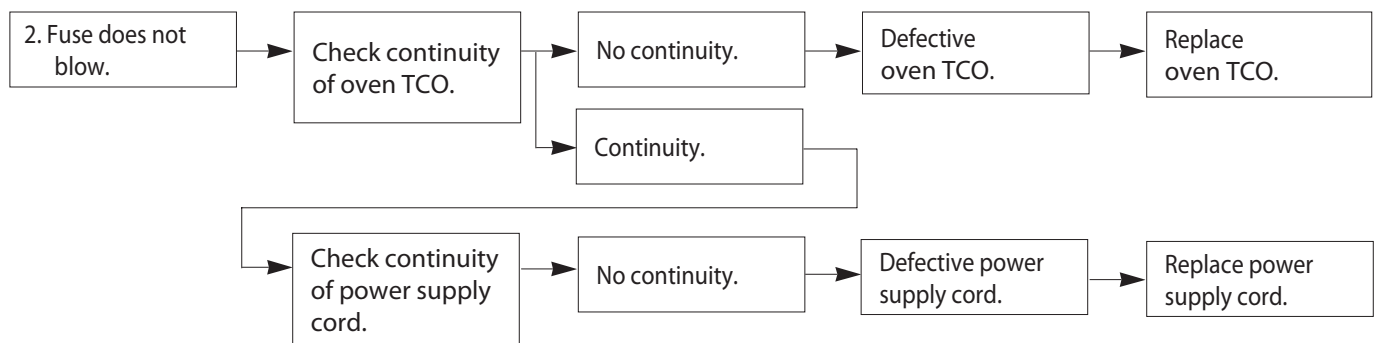 2. Fuse does not
blow.
Check continuity
of oven TCO.
No continuity.
Defective
oven TCO.
Replace
oven TCO.
Continuity.
Check continuity
of power supply
cord.
No continuity.
Defective power
supply cord.
Replace power
supply cord.